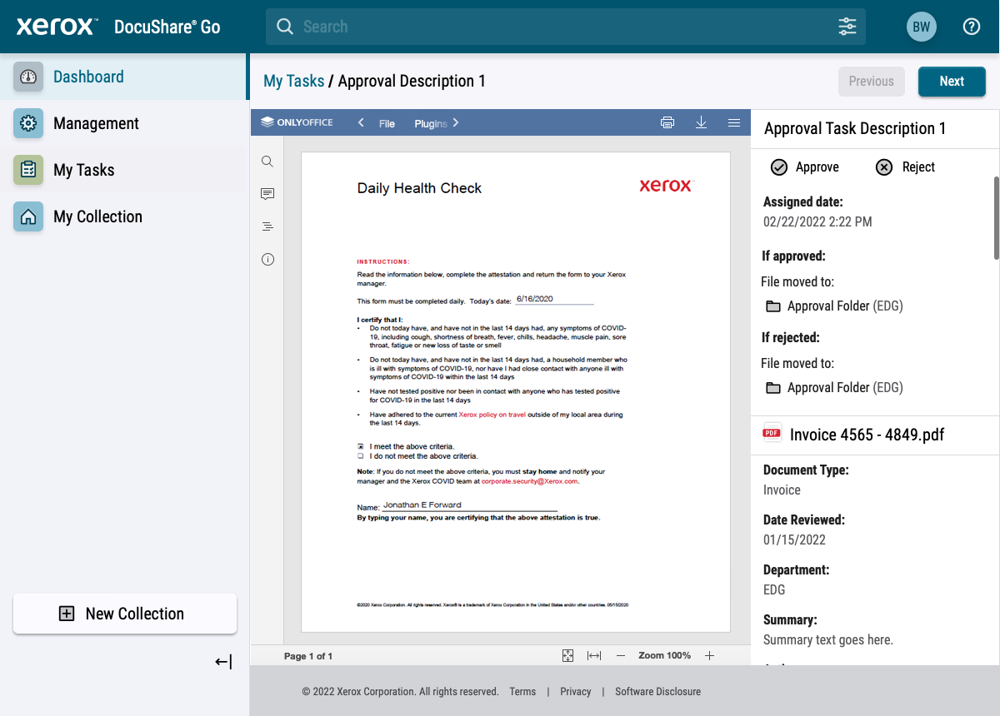 xerox™ DocuShare® Go
Search
BW
Dashboard
Management
My Tasks
My Collection
New Collection
My Tasks / Approval Description 1
Previous
Next
ONLYOFFICE
File
Plugins
Daily Health Check
xerox™
INSTRUCTIONS:
Read the information below, complete the attestation and return the form to your Xerox
manager.
This form must be completed daily. Today's date: 6/16/2020
I certify that I:
- Do not today have, and have not in the last 14 days had, any symptoms of COVID-
19, including cough, shortness of breath, fever, chills, headache, muscle pain, sore
throat, fatigue or new loss of taste or smell
- Do not today have, and have not in the last 14 days had, a household member who
is ill with symptoms of COVID-19, nor have I had close contact with anyone ill with
symptoms of COVID-19 within the last 14 days
- Have not tested positive nor been in contact with anyone who has tested positive
for COVID-19 in the last 14 days
- Have adhered to the current Xerox policy on travel outside of my local area during
the last 14 days.
I meet the above criteria.
I do not meet the above criteria.
Note: If you do not meet the above criteria, you must stay home and notify your
manager and the Xerox COVID team at corporate.security@Xerox.com.
Name: Jonathan E Forward
By typing your name, you are certifying that the above attestation is true.
©2020 Xerox Corporation. All rights reserved. Xerox® is a trademark of Xerox Corporation in the United States and/or other countries. 05/15/2020
Page 1 of 1
Zoom 100%
Approval Task Description 1
Approve
Reject
Assigned date:
02/22/2022 2:22 PM
If approved:
File moved to:
Approval Folder (EDG)
If rejected:
File moved to:
Approval Folder (EDG)
PDF
Invoice 4565 - 4849.pdf
Document Type:
Invoice
Date Reviewed:
01/15/2022
Department:
EDG
Summary:
Summary text goes here.
© 2022 Xerox Corporation. All rights reserved. Terms | Privacy | Software Disclosure